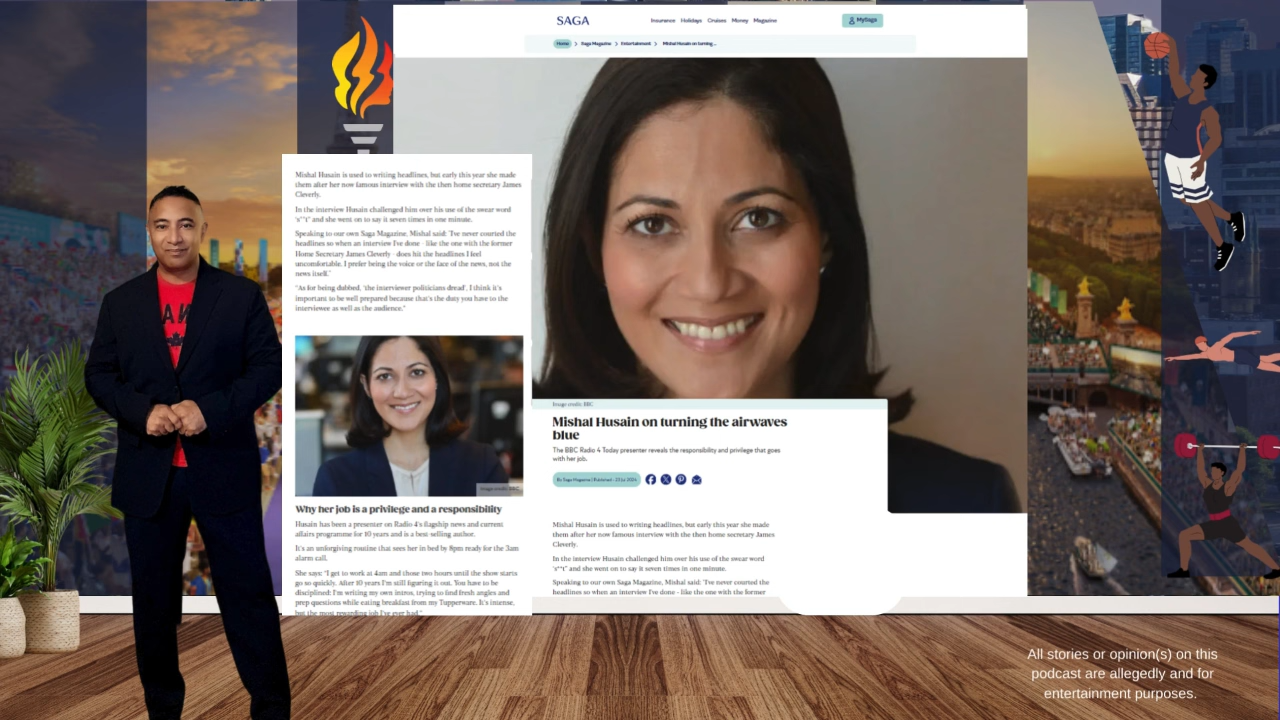 SAGA
Insurance Holidays Cruises Money Magazine
MySaga
Home > Saga Magazine > Entertainment > Mishal Husain on turning ...
Mishal Husain is used to writing headlines, but early this year she made
them after her now famous interview with the then home secretary James
Cleverly.
In the interview Husain challenged him over his use of the swear word
's**t' and she went on to say it seven times in one minute.
Speaking to our own Saga Magazine, Mishal said: 'I've never courted the
headlines so when an interview I've done - like the one with the former
Home Secretary James Cleverly - does hit the headlines I feel
uncomfortable, I prefer being the voice or the face of the news, not the
news itself.'
"As for being dubbed, 'the interviewer politicians dread', I think it's
important to be well prepared because that's the duty you have to the
interviewee as well as the audience."
Image credit: BBC
Why her job is a privilege and a responsibility
Husain has been a presenter on Radio 4's flagship news and current
affairs programme for 10 years and is a best-selling author.
It's an unforgiving routine that sees her in bed by 8pm ready for the 3am
alarm call.
She says: "I get to work at 4am and those two hours until the show starts
go so quickly. After 10 years I'm still figuring it out. You have to be
disciplined: I'm writing my own intros, trying to find fresh angles and
prep questions while eating breakfast from my Tupperware. It's intense,
but the most rewarding job I've ever had."
Image credit: BBC
Mishal Husain on turning the airwaves
blue
The BBC Radio 4 Today presenter reveals the responsibility and privilege that goes
with her job.
By Saga Magazine | Published - 23 Jul 2024
Mishal Husain is used to writing headlines, but early this year she made
them after her now famous interview with the then home secretary James
Cleverly.
In the interview Husain challenged him over his use of the swear word
's**t' and she went on to say it seven times in one minute.
Speaking to our own Saga Magazine, Mishal said: 'I've never courted the
headlines so when an interview I've done - like the one with the former
All stories or opinion(s) on this
podcast are allegedly and for
entertainment purposes.